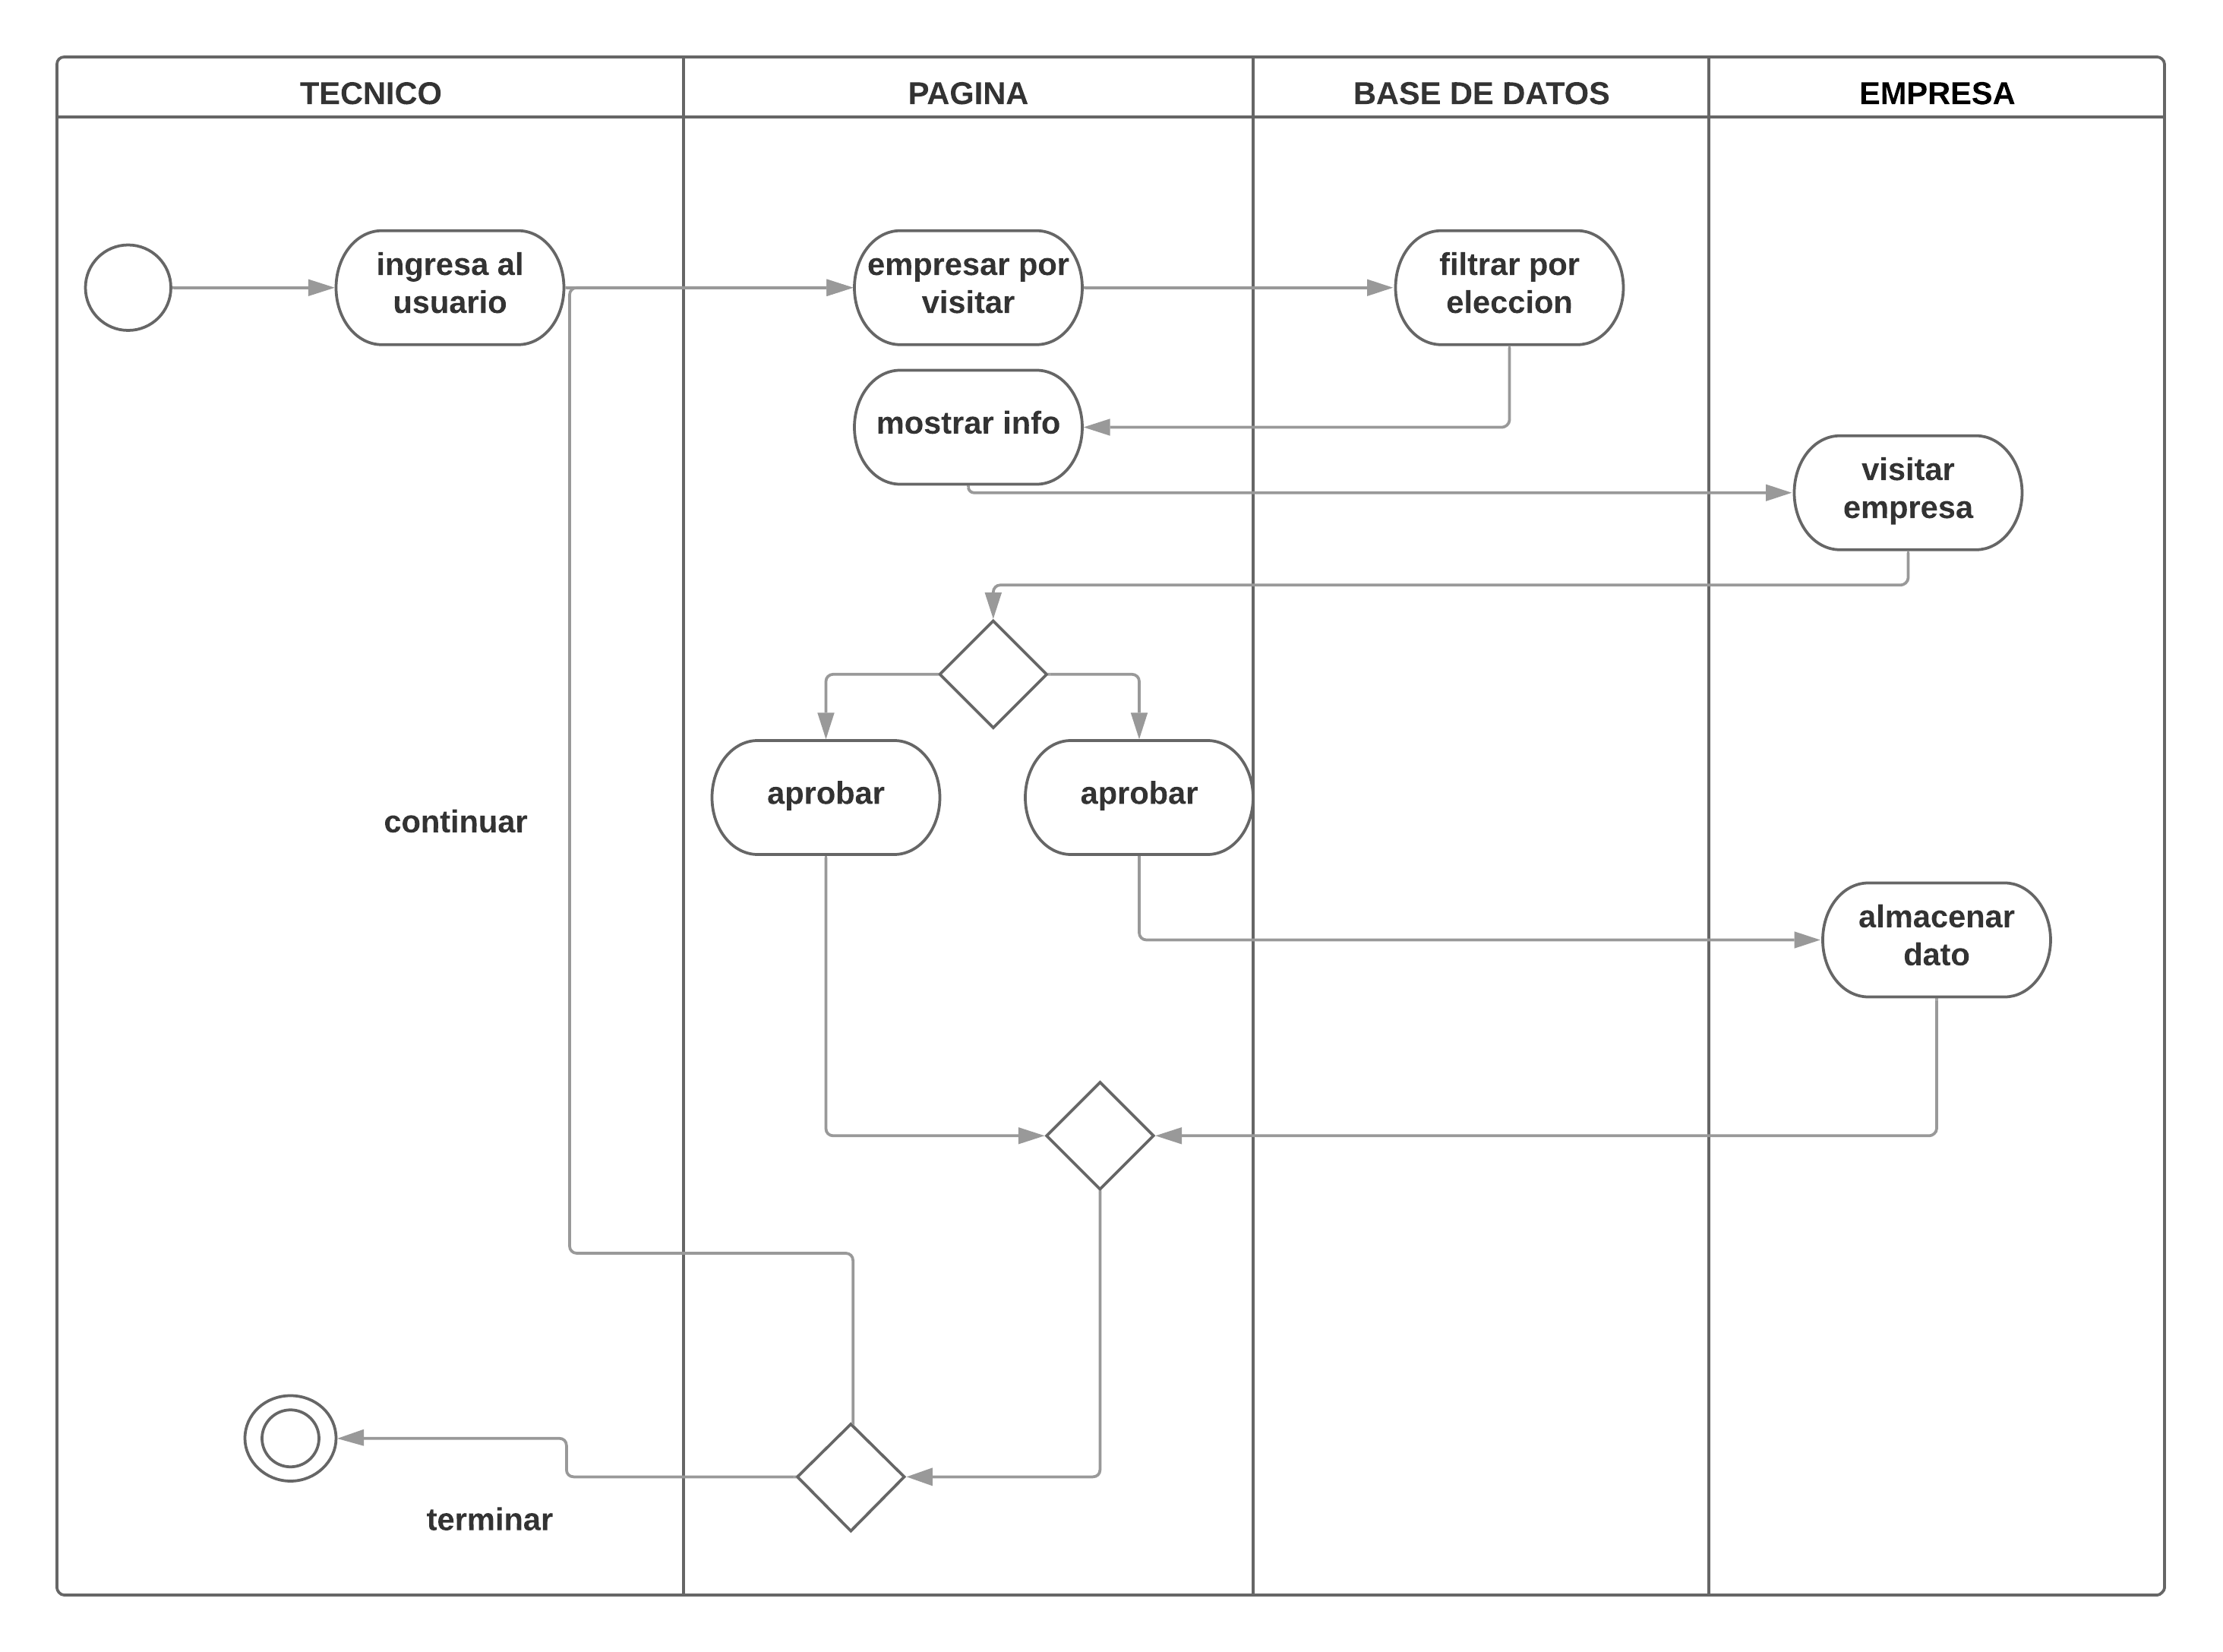 TECNICO
PAGINA
BASE DE DATOS
EMPRESA
ingresa al
usuario
empresar por
visitar
filtrar por
eleccion
mostrar info
visitar
empresa
aprobar
aprobar
continuar
almacenar
dato
terminar